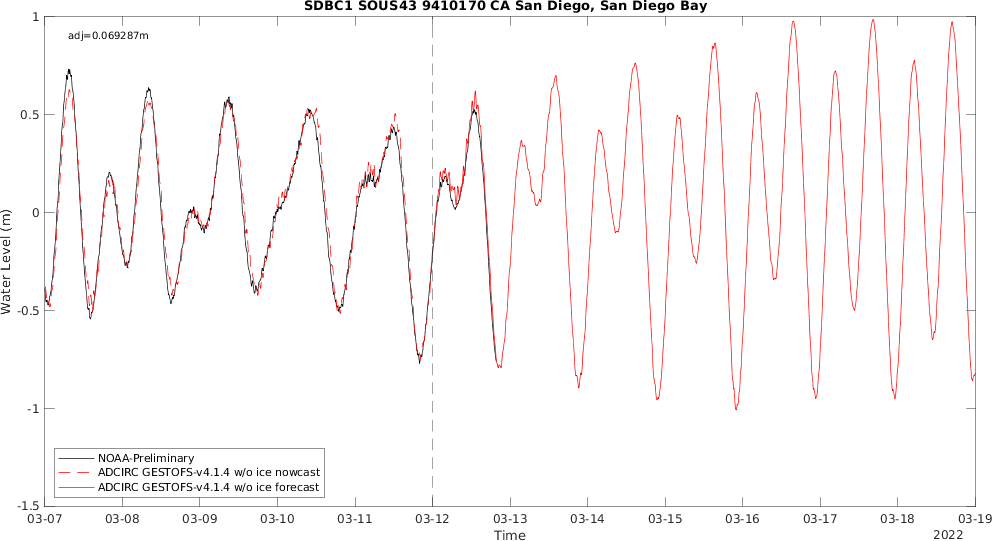 SDBC1 SOUS43 9410170 CA San Diego, San Diego Bay
adj=0.069287m
1
0.5
0
-0.5
-1
-1.5
Water Level (m)
NOAA-Preliminary
ADCIRC GESTOFS-v4.1.4 w/o ice nowcast
ADCIRC GESTOFS-v4.1.4 w/o ice forecast
03-07 03-08 03-09 03-10 03-11 03-12 03-13 03-14 03-15 03-16 03-17 03-18 03-19
Time
2022